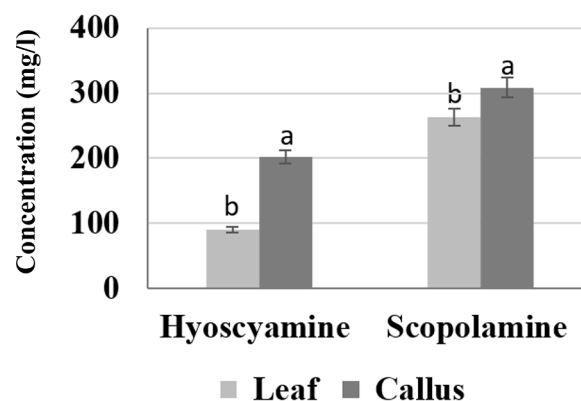 Concentration (mg/l)
400
300
200
100
0
b
a
b
a
Hyoscyamine Scopolamine
Leaf Callus